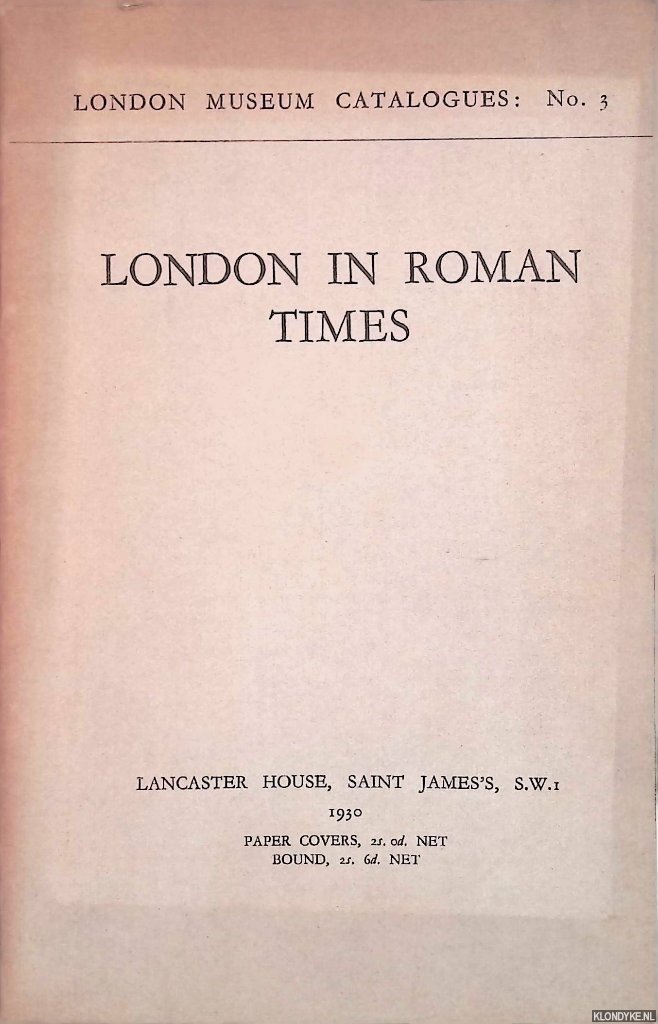 LONDON MUSEUM CATALOGUES: No. 3
LONDON IN ROMAN
TIMES
LANCASTER HOUSE, SAINT JAMES'S, S.W.1
1930
PAPER COVERS, 2s. 0d. NET
BOUND, 2s. 6d. NET
KLONDYKE.NL